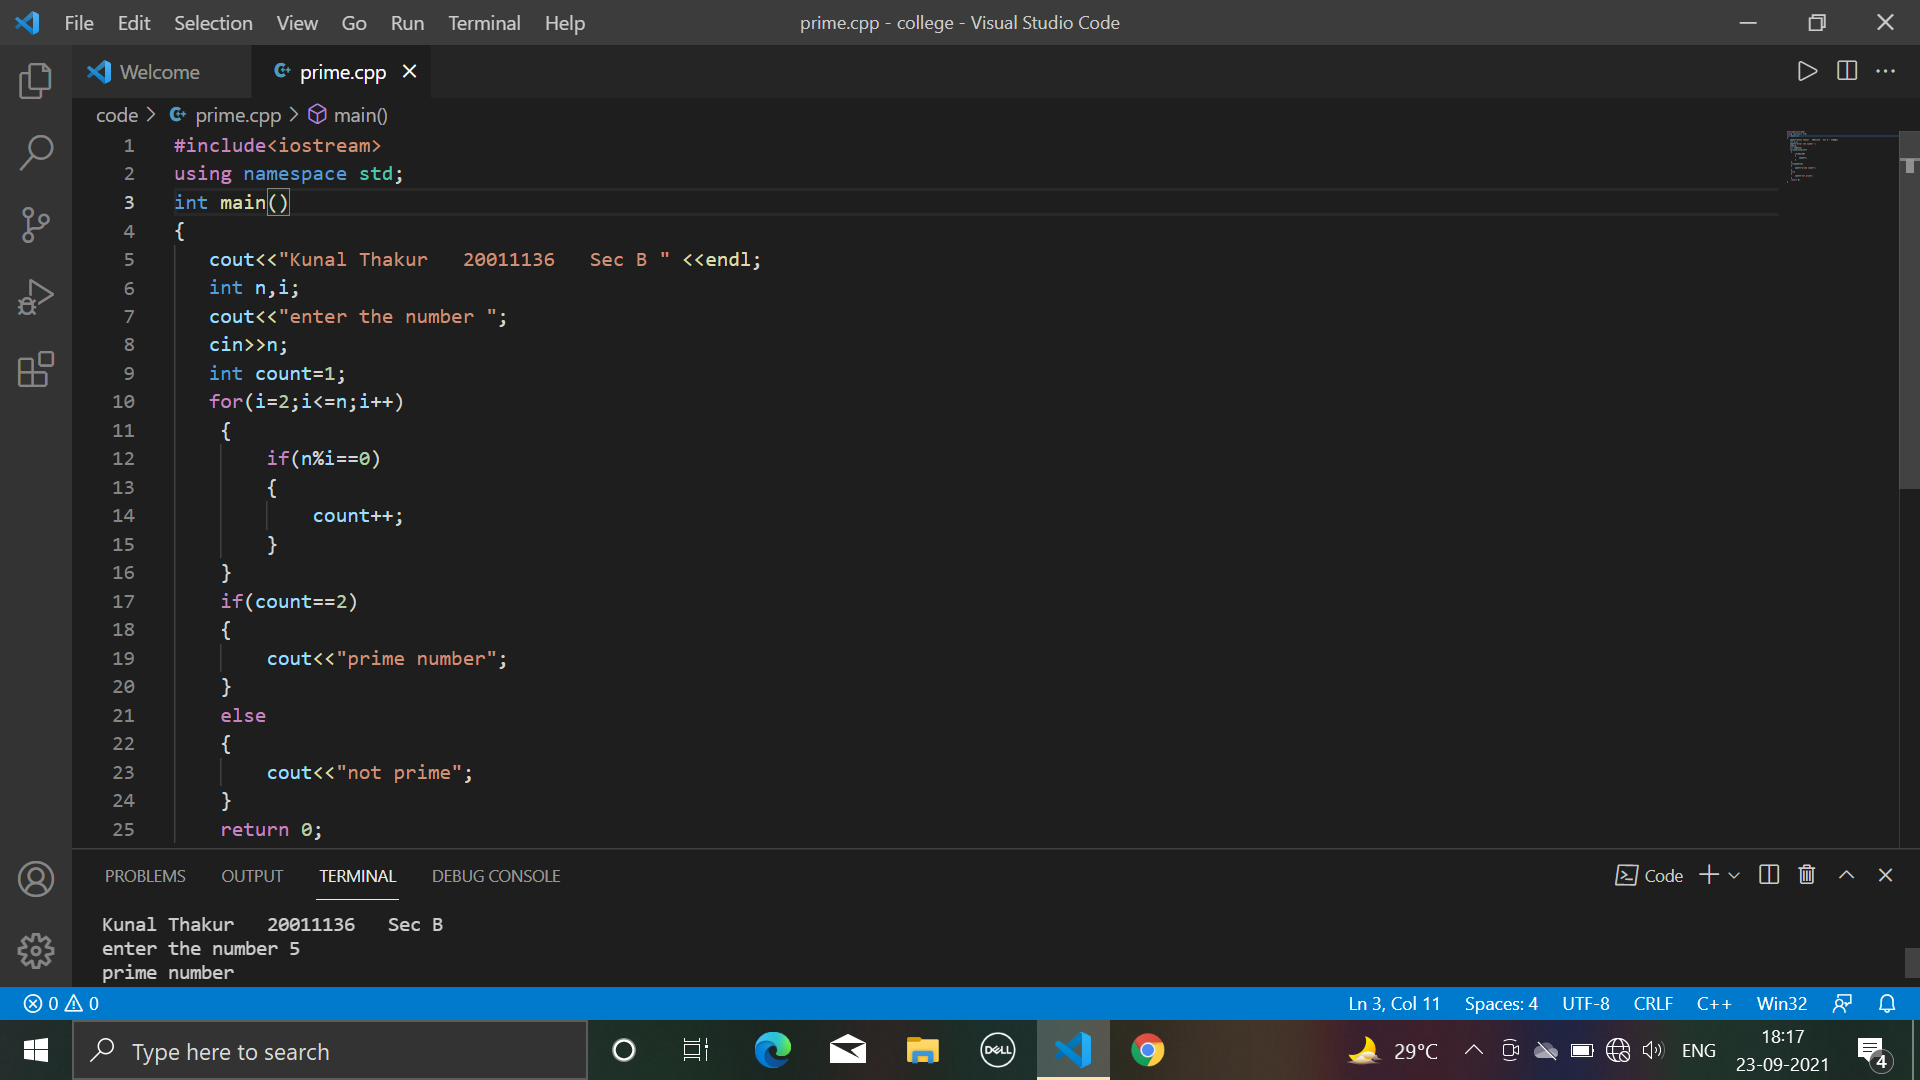 File Edit Selection View Go Run Terminal Help prime.cpp - college - Visual Studio Code
Welcome prime.cpp
code > prime.cpp > main()
1 #include<iostream>
2 using namespace std;
3 int main()
4 {
5 cout<<"Kunal Thakur   20011136   Sec B " <<endl;
6 int n,i;
7 cout<<"enter the number ";
8 cin>>n;
9 int count=1;
10 for(i=2;i<=n;i++)
11 {
12 if(n%i==0)
13 {
14 count++;
15 }
16 }
17 if(count==2)
18 {
19 cout<<"prime number";
20 }
21 else
22 {
23 cout<<"not prime";
24 }
25 return 0;
PROBLEMS OUTPUT TERMINAL DEBUG CONSOLE Code
Kunal Thakur   20011136   Sec B
enter the number 5
prime number
0 0 Ln 3, Col 11 Spaces: 4 UTF-8 CRLF C++ Win32
Type here to search DELL 29°C ENG 18:17
23-09-2021 4